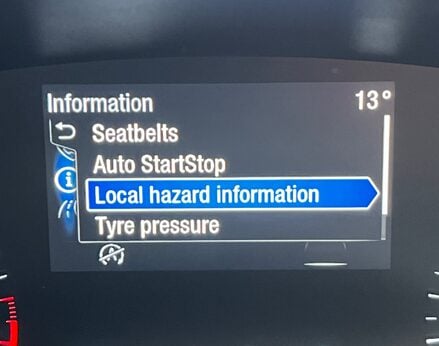 Information 13°
Seatbelts
Auto StartStop
Local hazard information
Tyre pressure